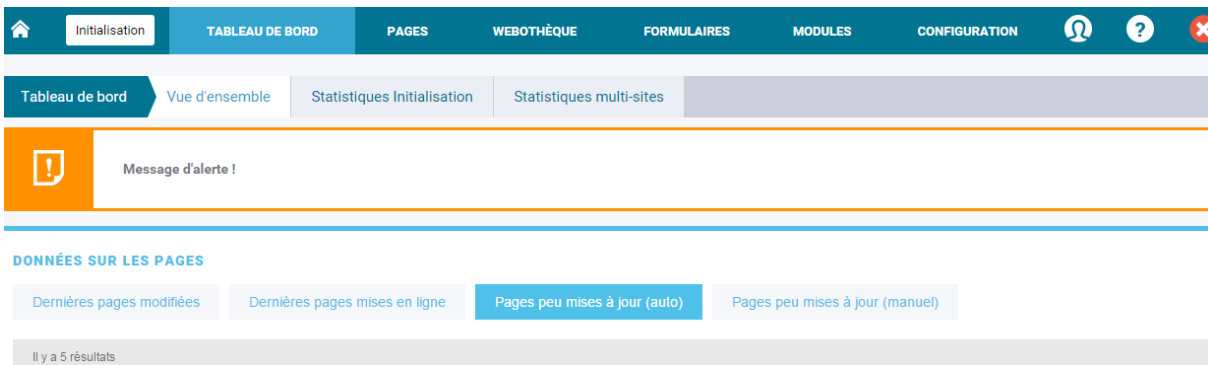 Initialisation TABLEAU DE BORD PAGES WEBOTHÈQUE FORMULAIRES MODULES CONFIGURATION ?
Tableau de bord Vue d'ensemble Statistiques Initialisation Statistiques multi-sites
Message d'alerte !
DONNÉES SUR LES PAGES
Dernières pages modifiées Dernières pages mises en ligne Pages peu mises à jour (auto) Pages peu mises à jour (manuel)
Il y a 5 résultats